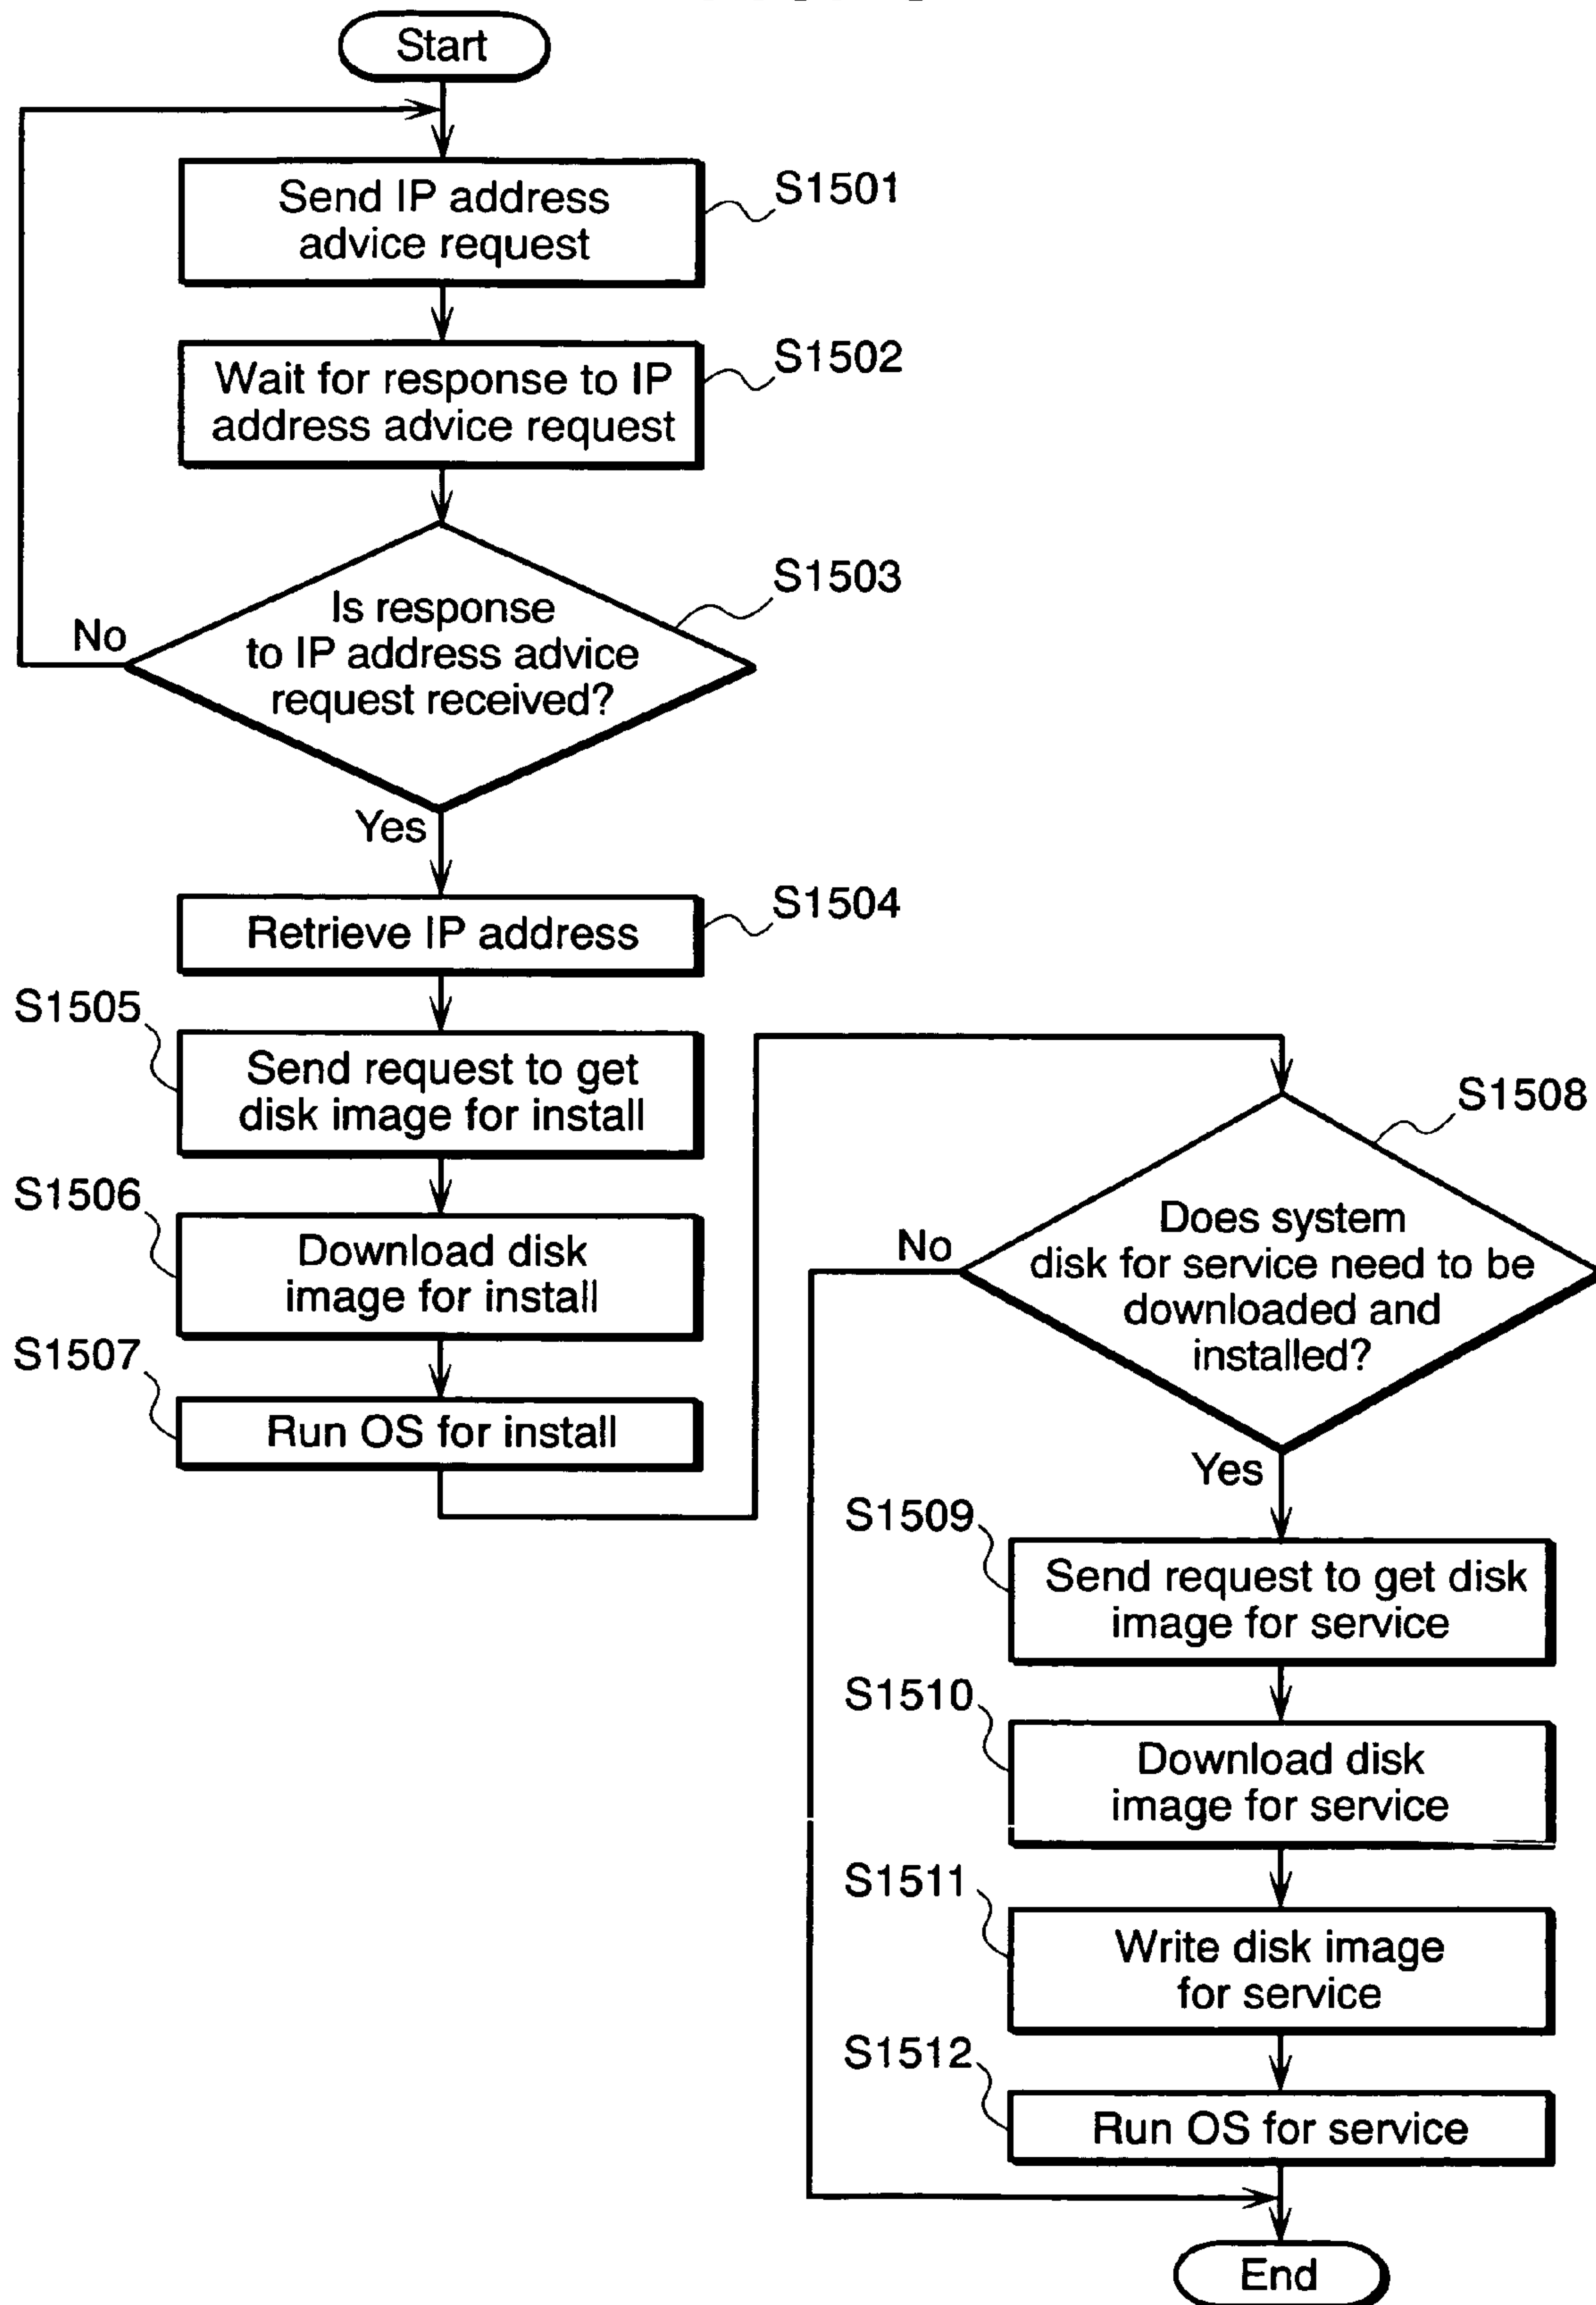 Start
Send IP address
advice request
S1501
Wait for response to IP
address advice request
S1502
Is response
to IP address advice
request received?
S1503
No
Yes
Retrieve IP address
S1504
S1505
Send request to get
disk image for install
S1506
Download disk
image for install
S1507
Run OS for install
S1508
Does system
disk for service need to be
downloaded and
installed?
No
Yes
S1509
Send request to get disk
image for service
S1510
Download disk
image for service
S1511
Write disk image
for service
S1512
Run OS for service
End